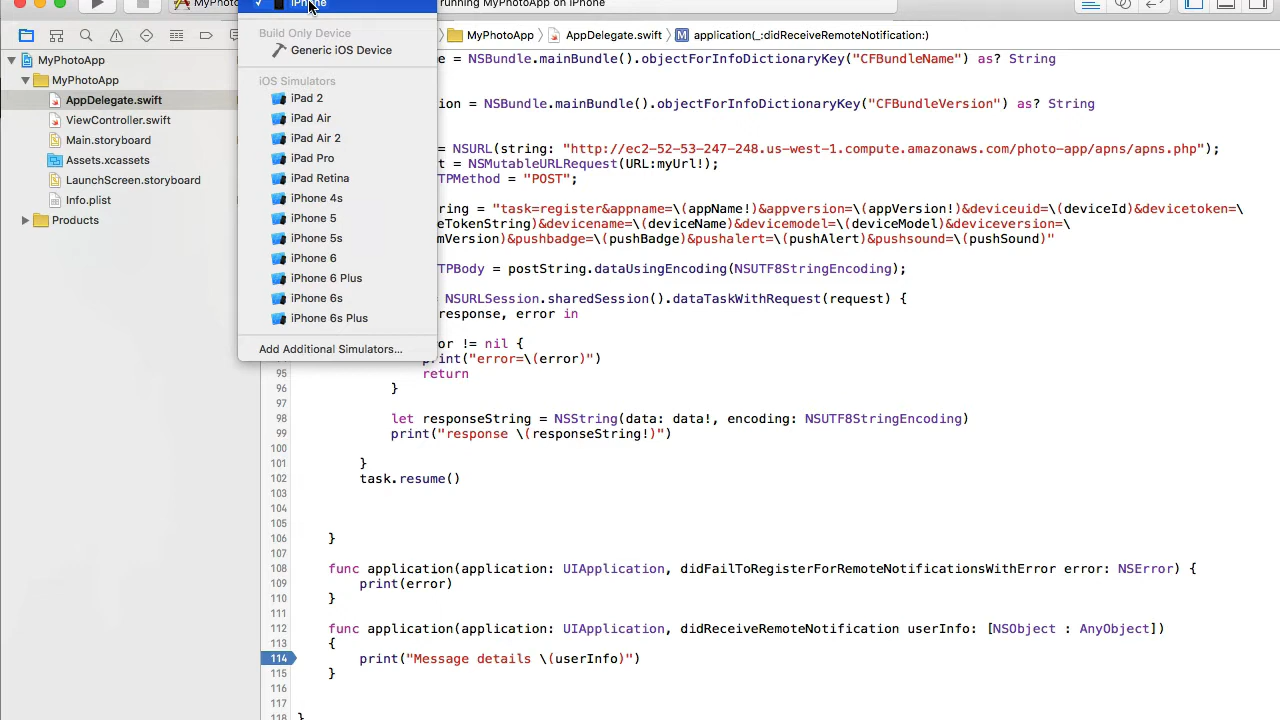 MyPhoto
iPhone
running MyPhotoApp on iPhone
MyPhotoApp
AppDelegate.swift
application(_:didReceiveRemoteNotification:)
MyPhotoApp
MyPhotoApp
AppDelegate.swift
ViewController.swift
Main.storyboard
Assets.xcassets
LaunchScreen.storyboard
Info.plist
Products
Build Only Device
Generic iOS Device
iOS Simulators
iPad 2
iPad Air
iPad Air 2
iPad Pro
iPad Retina
iPhone 4s
iPhone 5
iPhone 5s
iPhone 6
iPhone 6 Plus
iPhone 6s
iPhone 6s Plus
Add Additional Simulators...
e = NSBundle.mainBundle().objectForInfoDictionaryKey("CFBundleName") as? String
ion = NSBundle.mainBundle().objectForInfoDictionaryKey("CFBundleVersion") as? String
= NSURL(string: "http://ec2-52-53-247-248.us-west-1.compute.amazonaws.com/photo-app/apns/apns.php");
t = NSMutableURLRequest(URL:myUrl!);
TPMethod = "POST";
ring = "task=register&appname=\(appName!)&appversion=\(appVersion!)&deviceuid=\(deviceId)&devicetoken=\
eTokenString)&devicename=\(deviceName)&devicemodel=\(deviceModel)&deviceversion=\
mVersion)&pushbadge=\(pushBadge)&pushalert=\(pushAlert)&pushsound=\(pushSound)"
TPBody = postString.dataUsingEncoding(NSUTF8StringEncoding);
= NSURLSession.sharedSession().dataTaskWithRequest(request) {
response, error in
ror != nil {
print("error=\(error)")
95 return
96 }
97
98 let responseString = NSString(data: data!, encoding: NSUTF8StringEncoding)
99 print("response \(responseString!)")
100
101 }
102 task.resume()
103
104
105
106 }
107
108 func application(application: UIApplication, didFailToRegisterForRemoteNotificationsWithError error: NSError) {
109 print(error)
110 }
111
112 func application(application: UIApplication, didReceiveRemoteNotification userInfo: [NSObject : AnyObject])
113 {
114 print("Message details \(userInfo)")
115 }
116
117
118 }